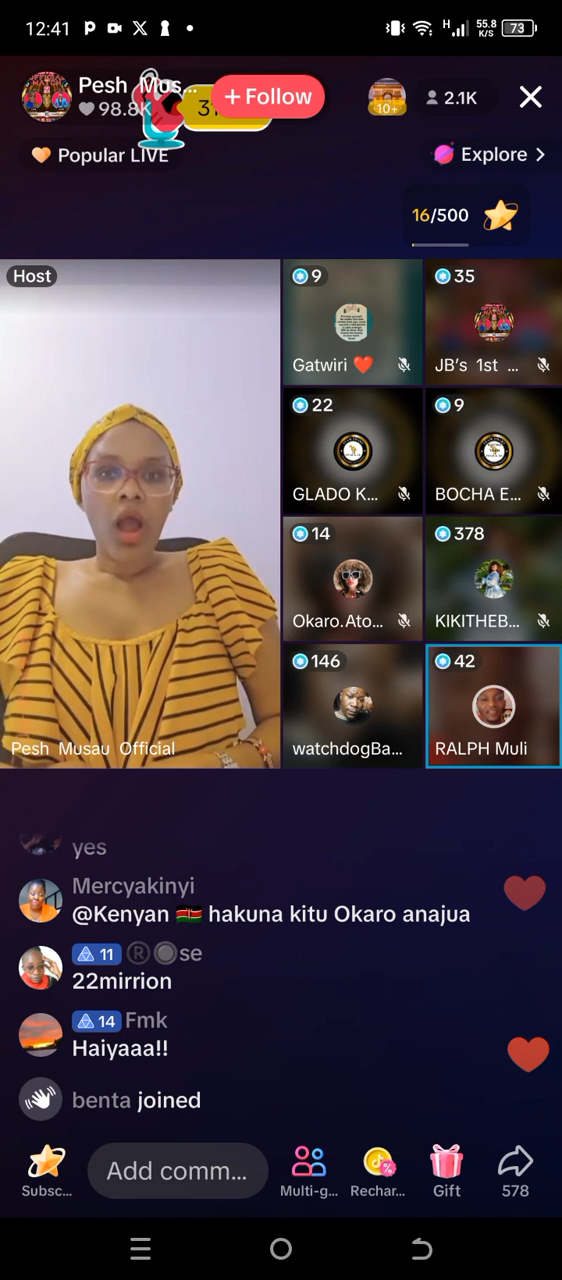 12:41
H
55.8
K/S
73
Pesh Mus...
98.8K
+ Follow
10+
2.1K
Popular LIVE
Explore
16/500
Host
9
35
Gatwiri ❤️
JB's 1st ...
22
9
GLADO K...
BOCHA E...
14
378
Okaro.Ato...
KIKITHEB...
146
42
watchdogBa...
RALPH Muli
Pesh Musau Official
yes
Mercyakinyi
@Kenyan 🇰🇪 hakuna kitu Okaro anajua
11 Ⓡ🔘se
22mirrion
14 Fmk
Haiyaaa!!
benta joined
Add comm...
Subsc...
Multi-g...
Rechar...
Gift
578